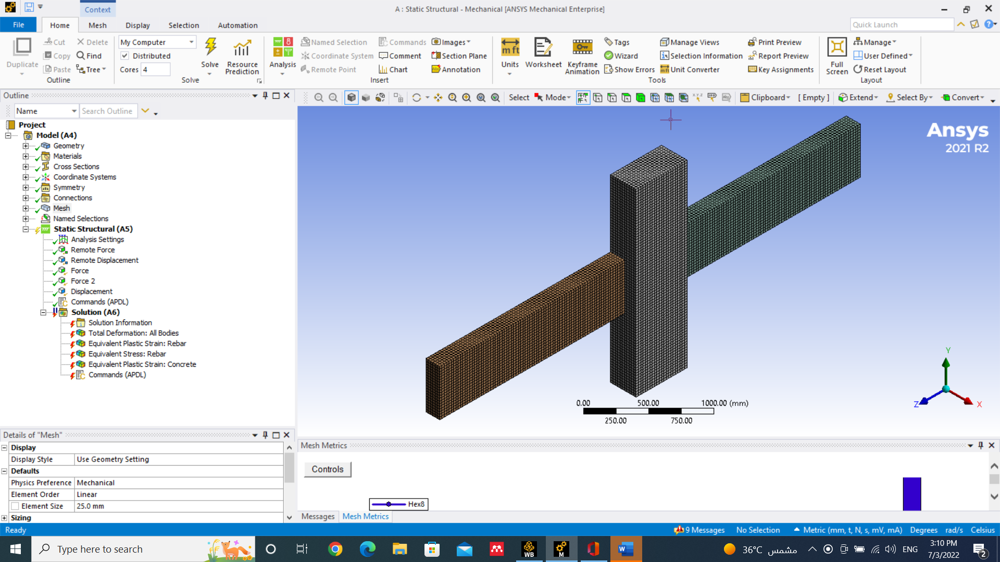 Context
A : Static Structural - Mechanical [ANSYS Mechanical Enterprise]
File Home Mesh Display Selection Automation
Quick Launch
Duplicate
Cut
Copy
Paste
Delete
Find
Tree
Outline
My Computer
Distributed
Cores 4
Solve
Resource Prediction
Solve
Analysis
Named Selection
Coordinate System
Remote Point
Commands
Comment
Chart
Images
Section Plane
Annotation
Insert
Units
Worksheet
Keyframe Animation
Tags
Wizard
Show Errors
Manage Views
Selection Information
Unit Converter
Print Preview
Report Preview
Key Assignments
Tools
Full Screen
Manage
User Defined
Reset Layout
Layout
Outline
Name Search Outline
Select Mode Clipboard [ Empty ] Extend Select By Convert
Project
Model (A4)
Geometry
Materials
Cross Sections
Coordinate Systems
Symmetry
Connections
Mesh
Named Selections
Static Structural (A5)
Analysis Settings
Remote Force
Remote Displacement
Force
Force 2
Displacement
Commands (APDL)
Solution (A6)
Solution Information
Total Deformation: All Bodies
Equivalent Plastic Strain: Rebar
Equivalent Stress: Rebar
Equivalent Plastic Strain: Concrete
Commands (APDL)
Ansys
2021 R2
Y
Z
X
0.00 500.00 1000.00 (mm)
250.00 750.00
Details of "Mesh"
Display
Display Style Use Geometry Setting
Defaults
Physics Preference Mechanical
Element Order Linear
Element Size 25.0 mm
Sizing
Mesh Metrics
Controls
Hex8
Messages Mesh Metrics
Ready
9 Messages No Selection Metric (mm, t, N, s, mV, mA) Degrees rad/s Celsius
Type here to search
WB
M
W
36°C مشمس
ENG
3:10 PM
7/3/2022
2